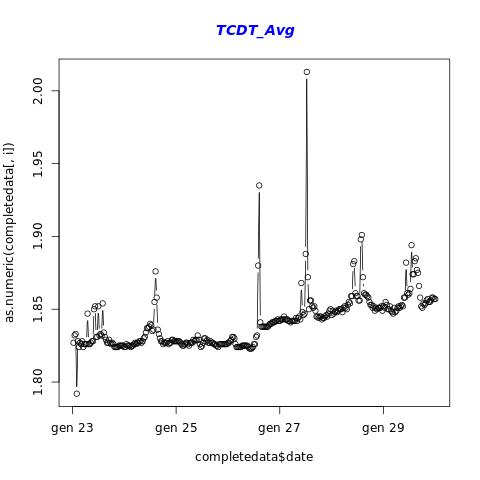 TCDT_Avg
as.numeric(completedata[, i])
2.00
1.95
1.90
1.85
1.80
gen 23
gen 25
gen 27
gen 29
completedata$date